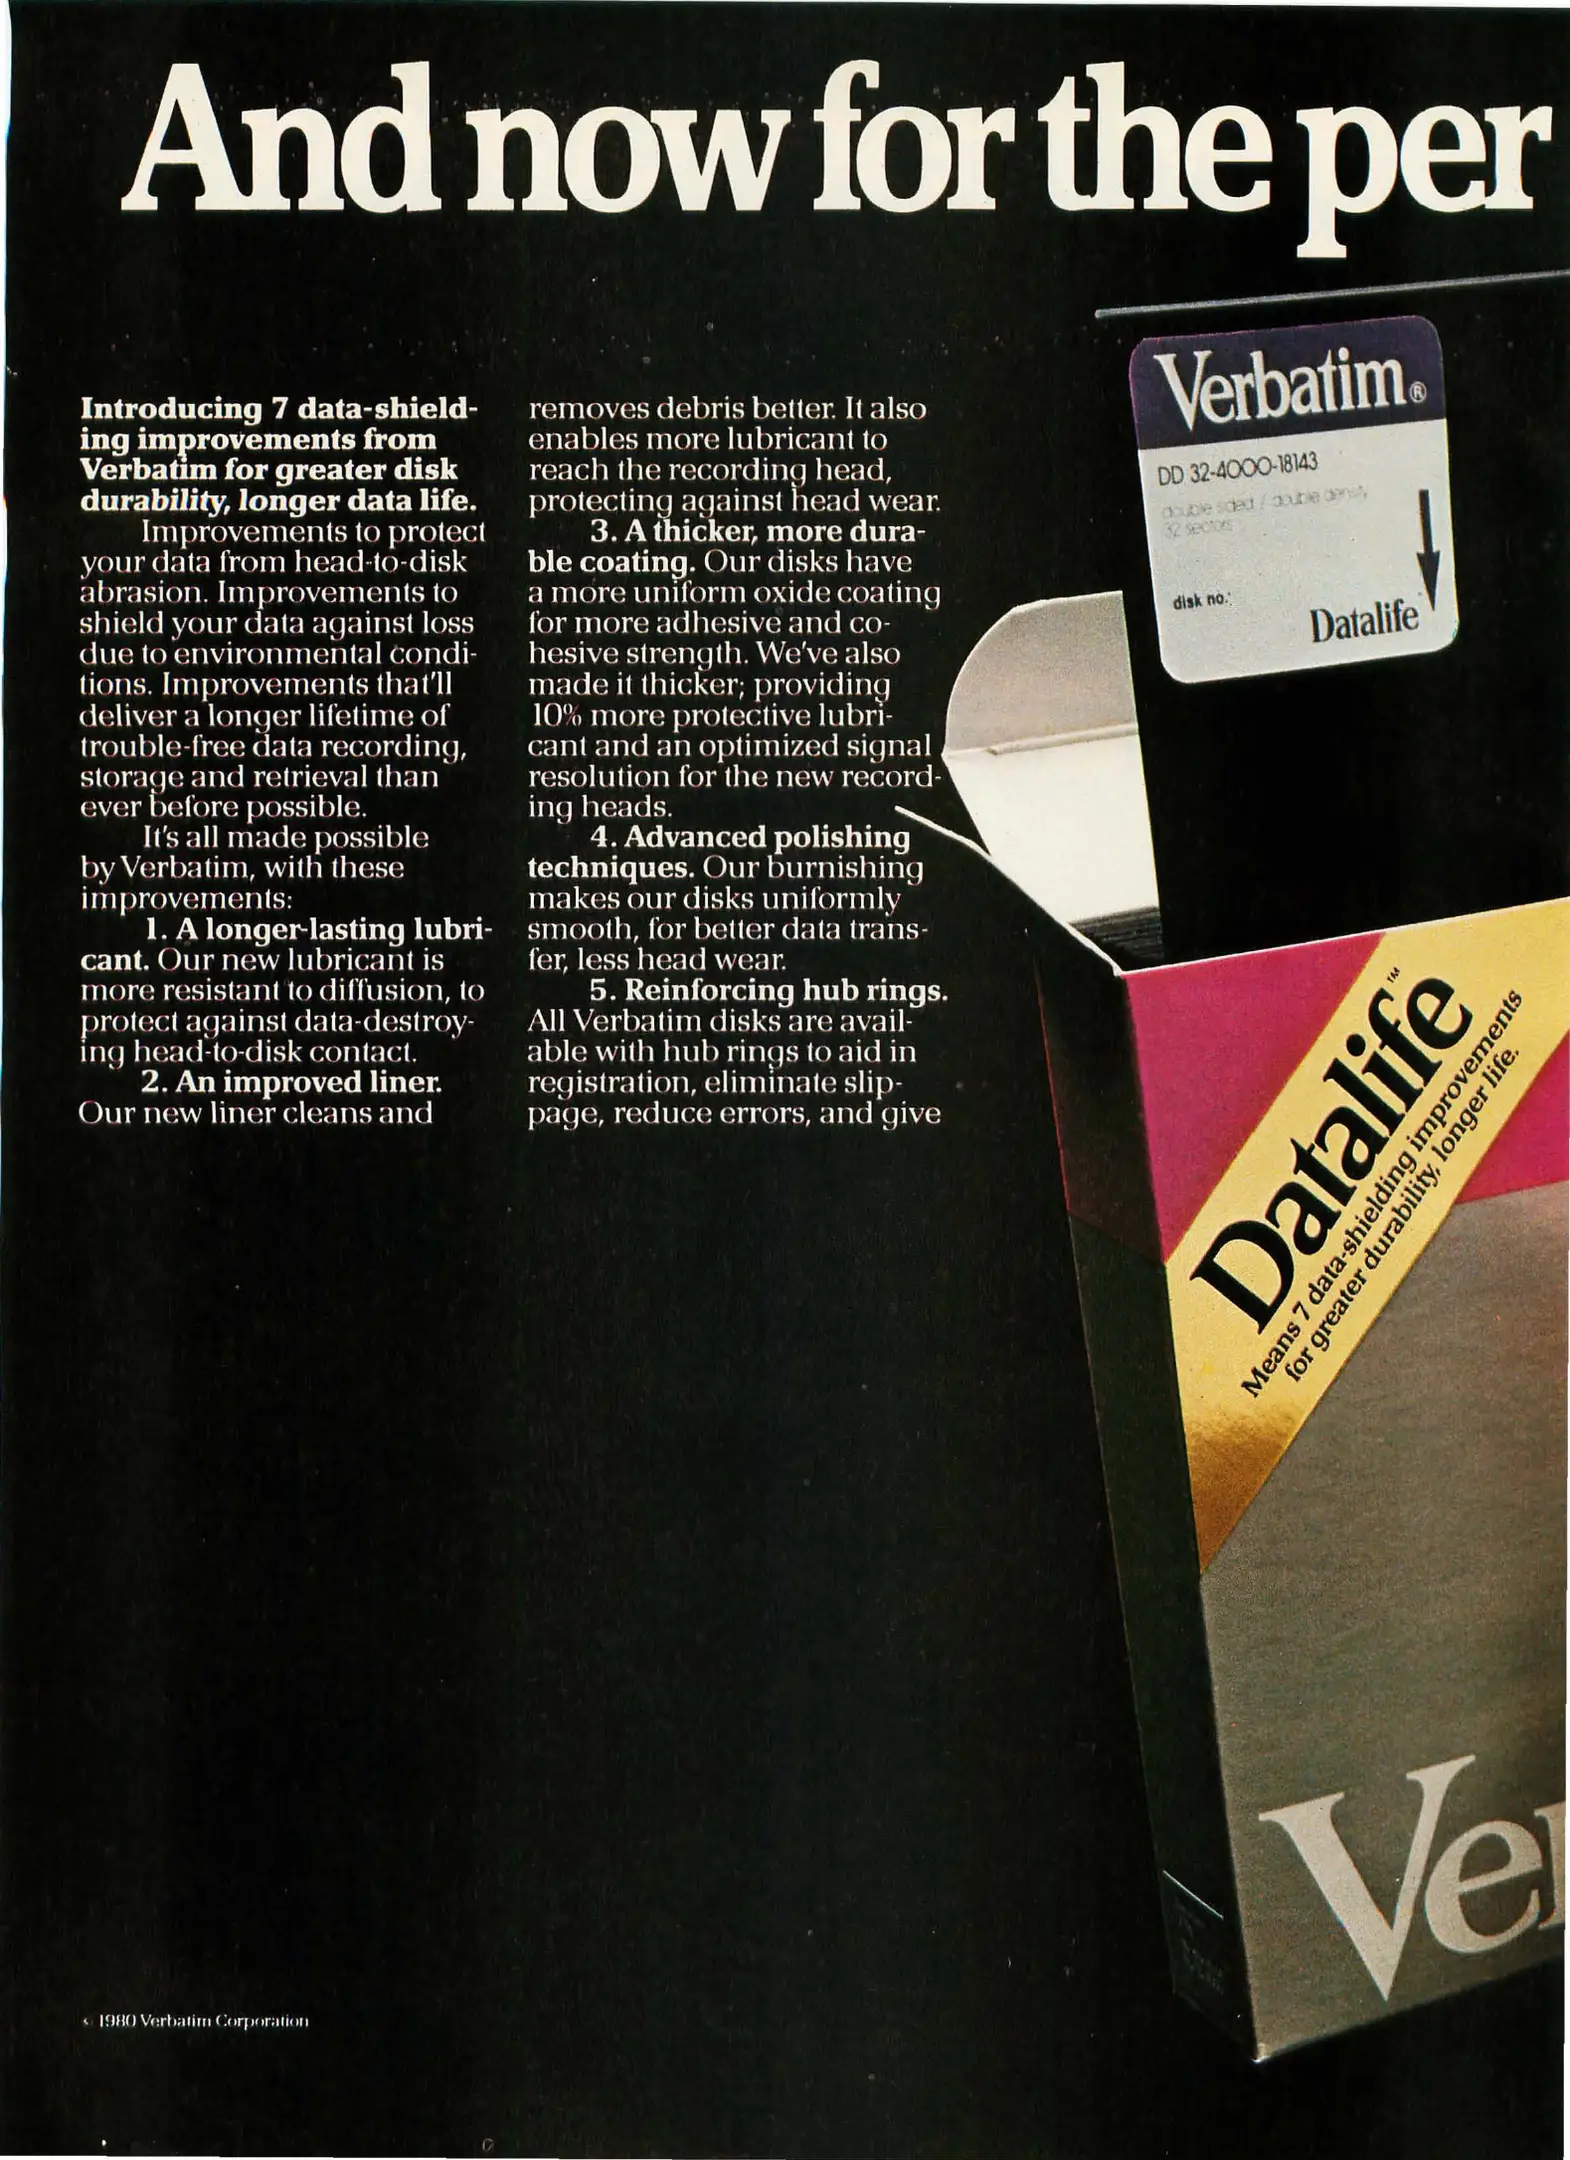 And now for the per
Introducing 7 data-shield-
ing improvements from
Verbatim for greater disk
durability, longer data life.
Improvements to protect
your data from head-to-disk
abrasion. Improvements to
shield your data against loss
due to environmental condi-
tions. Improvements that'll
deliver a longer lifetime of
trouble-free data recording,
storage and retrieval than
ever before possible.
It's all made possible
by Verbatim, with these
improvements:
1. A longer-lasting lubri-
cant. Our new lubricant is
more resistant to diffusion, to
protect against data-destroy-
ing head-to-disk contact.
2. An improved liner.
Our new liner cleans and
removes debris better. It also
enables more lubricant to
reach the recording head,
protecting against head wear.
3. A thicker, more dura-
ble coating. Our disks have
a more uniform oxide coating
for more adhesive and co-
hesive strength. We've also
made it thicker; providing
10% more protective lubri-
cant and an optimized signal
resolution for the new record-
ing heads.
4. Advanced polishing
techniques. Our burnishing
makes our disks uniformly
smooth, for better data trans-
fer, less head wear.
5. Reinforcing hub rings.
All Verbatim disks are avail-
able with hub rings to aid in
registration, eliminate slip-
page, reduce errors, and give
Verbatim®
DD 32-4000-18143
double sided / double density
32 sectors
disk no.:
Datalife
Datalife™
Means 7 data-shielding improvements
for greater durability, longer life.
Ver
© 1980 Verbatim Corporation